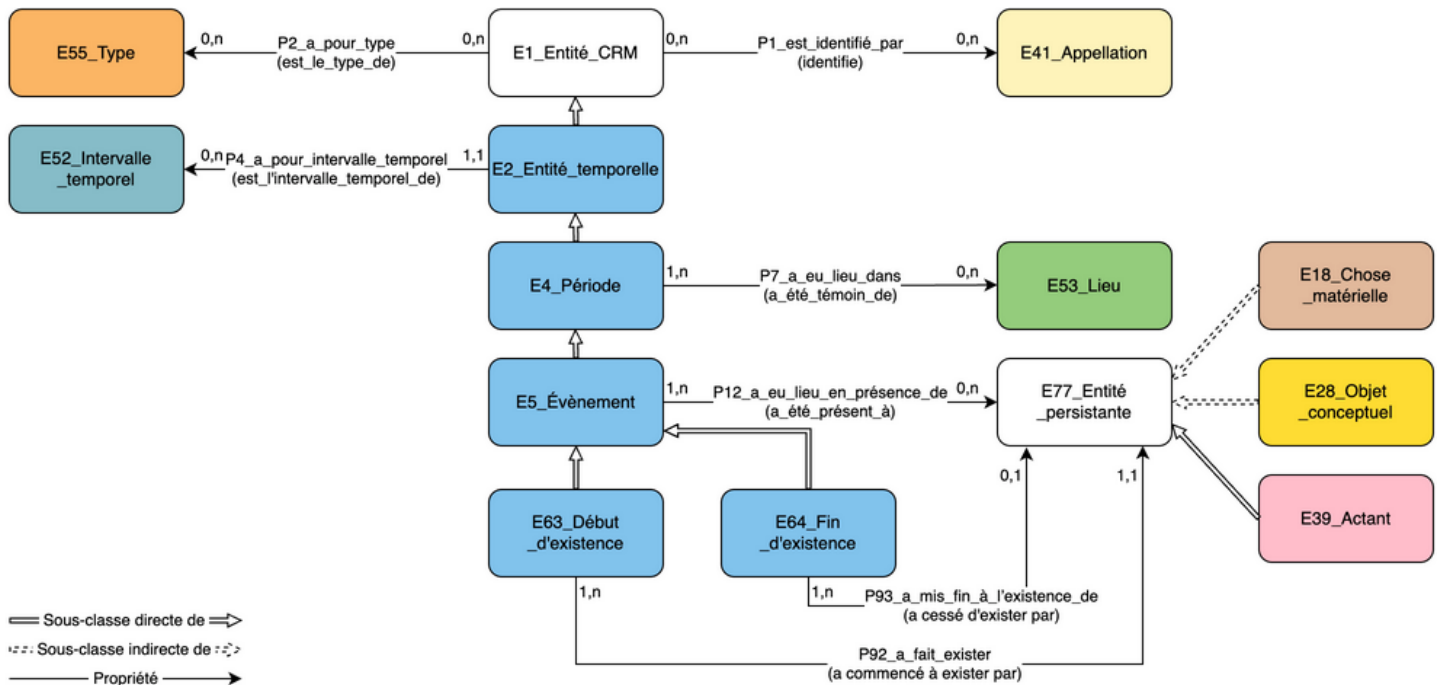 E55_Type
0,n
P2_a_pour_type
(est_le_type_de)
0,n
E1_Entité_CRM
0,n
P1_est_identifié_par
(identifie)
0,n
E41_Appellation
E52_Intervalle
_temporel
0,n
P4_a_pour_intervalle_temporel
(est_l'intervalle_temporel_de)
1,1
E2_Entité_temporelle
E4_Période
1,n
P7_a_eu_lieu_dans
(a_été_témoin_de)
0,n
E53_Lieu
E18_Chose
_matérielle
E5_Évènement
1,n
P12_a_eu_lieu_en_présence_de
(a_été_présent_à)
0,n
E77_Entité
_persistante
E28_Objet
_conceptuel
0,1
1,1
E63_Début
_d'existence
E64_Fin
_d'existence
E39_Actant
1,n
1,n
P93_a_mis_fin_à_l'existence_de
(a cessé d'exister par)
P92_a_fait_exister
(a commencé à exister par)
Sous-classe directe de
Sous-classe indirecte de
Propriété